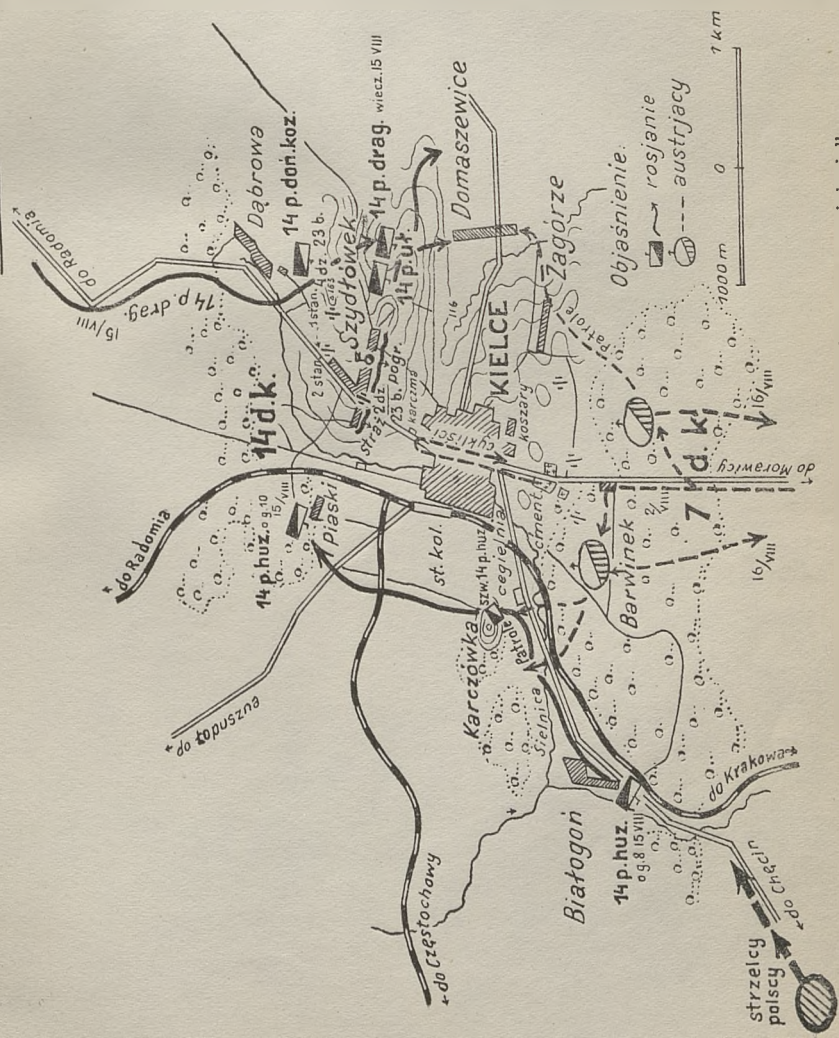 do Radomia
15/VIII
14 p. drag.
Dąbrowa
14 p. doń. koz.
Szydłówek
1 stan. 4 dz 23 b.
2 stan.
14 p. drag. wiecz. 15 VIII
14 p. uł.
Domaszewice
116
straż 2 dz
23 b. pogr.
p karczma
14 d. k.
do Radomia
14 p. huz. o g. 10
15/VIII
Piaski
st. kol.
KIELCE
cykliści
koszary
Zagórze
Patrole
do Łopuszna
Karczówka
szw. 14 p. huz.
cegielnia
cment.
Patrole
Sielnica
Białogoń
14 p. huz.
o g. 8 15 VIII
Barwinek
2/VIII
7 d. k.
16/VIII
16/VIII
do Morawicy
do Krakowa
do Chęcin
do Częstochowy
strzelcy
polscy
Objaśnienie:
rosjanie
austrjacy
1000 m 0 1 km